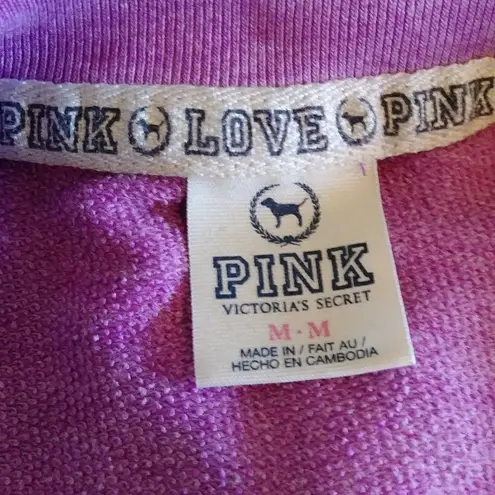 PINK LOVE PINK
PINK
VICTORIA'S SECRET
M - M
MADE IN / FAIT AU /
HECHO EN CAMBODIA